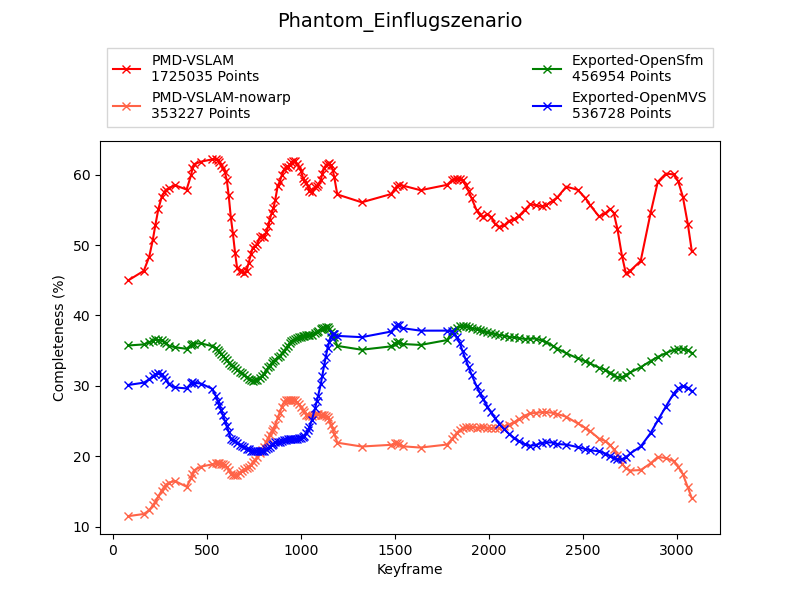 Phantom_Einflugszenario
PMD-VSLAM
1725035 Points
PMD-VSLAM-nowarp
353227 Points
Exported-OpenSfm
456954 Points
Exported-OpenMVS
536728 Points
Completeness (%)
60
50
40
30
20
10
0
500
1000
1500
2000
2500
3000
Keyframe